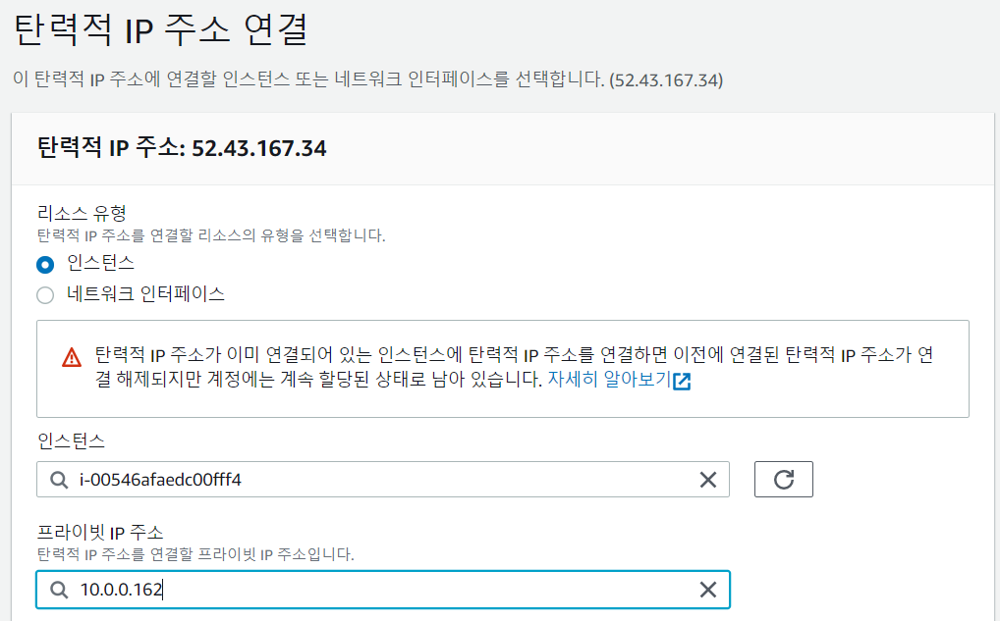 탄력적 IP 주소 연결
이 탄력적 IP 주소에 연결할 인스턴스 또는 네트워크 인터페이스를 선택합니다. (52.43.167.34)
탄력적 IP 주소: 52.43.167.34
리소스 유형
탄력적 IP 주소를 연결할 리소스의 유형을 선택합니다.
인스턴스
네트워크 인터페이스
탄력적 IP 주소가 이미 연결되어 있는 인스턴스에 탄력적 IP 주소를 연결하면 이전에 연결된 탄력적 IP 주소가 연
결 해제되지만 계정에는 계속 할당된 상태로 남아 있습니다. 자세히 알아보기
인스턴스
i-00546afaedc00fff4
프라이빗 IP 주소
탄력적 IP 주소를 연결할 프라이빗 IP 주소입니다.
10.0.0.162